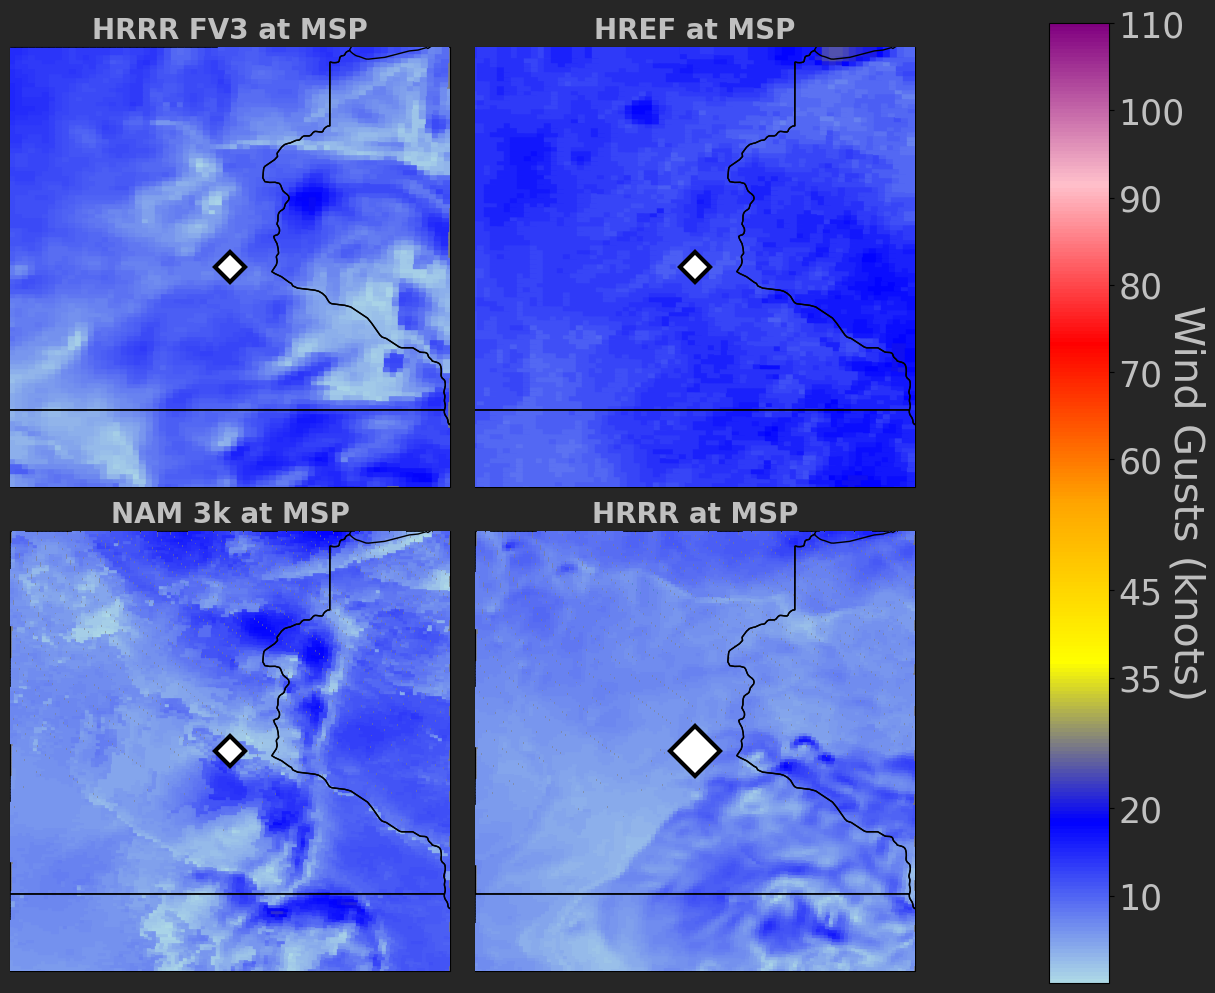 HRRR FV3 at MSP
HREF at MSP
NAM 3k at MSP
HRRR at MSP
110
100
90
80
70
60
45
35
20
10
Wind Gusts (knots)